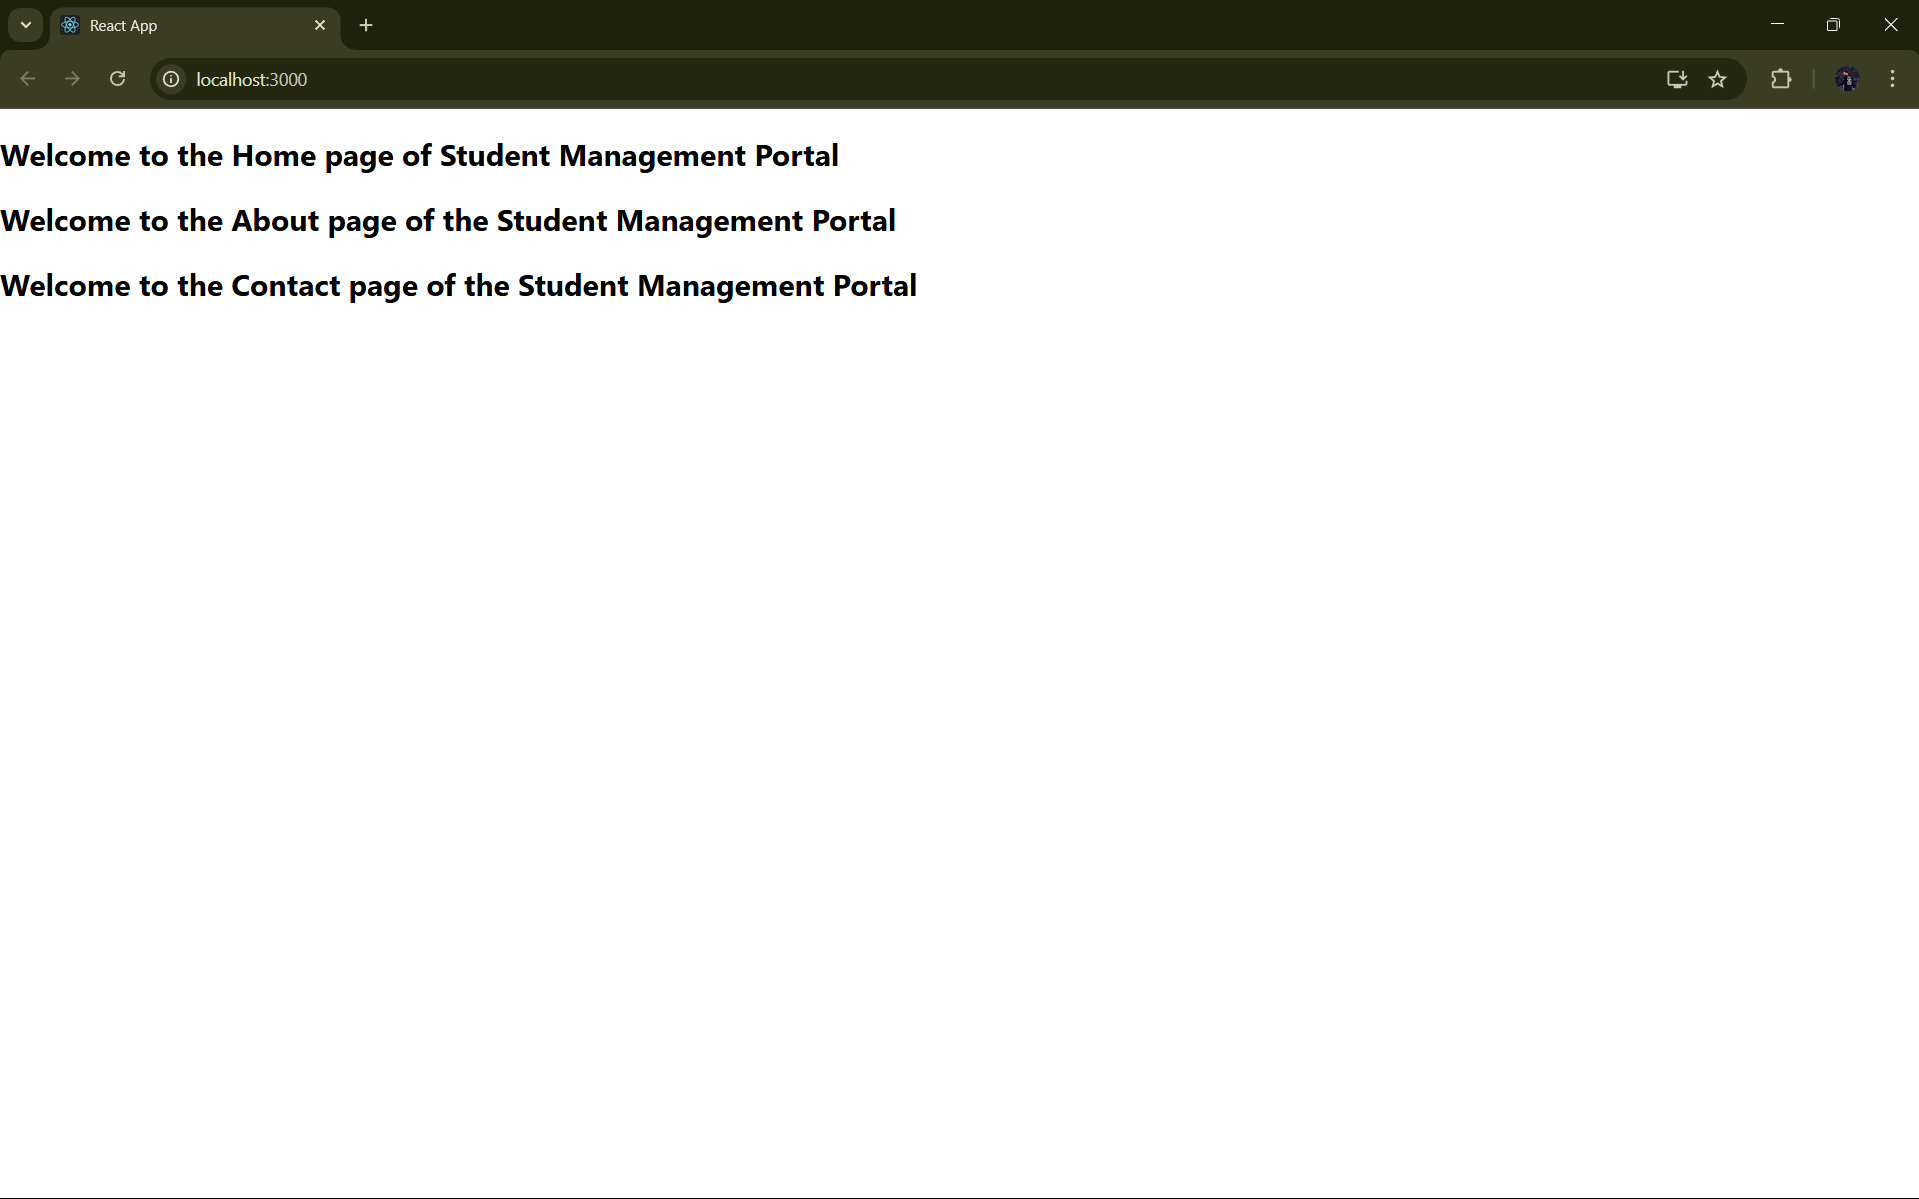 React App
localhost:3000
Welcome to the Home page of Student Management Portal
Welcome to the About page of the Student Management Portal
Welcome to the Contact page of the Student Management Portal